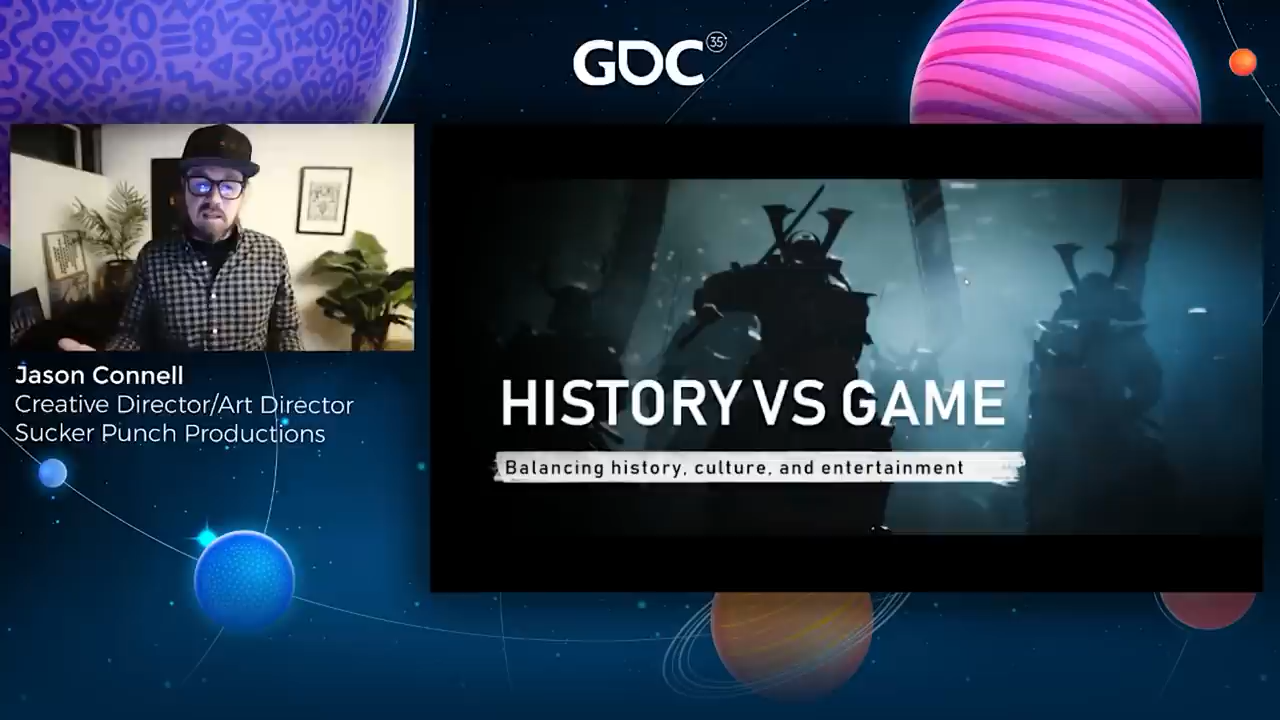 GDC 35
Jason Connell
Creative Director/Art Director
Sucker Punch Productions
HISTORY VS GAME
Balancing history, culture, and entertainment